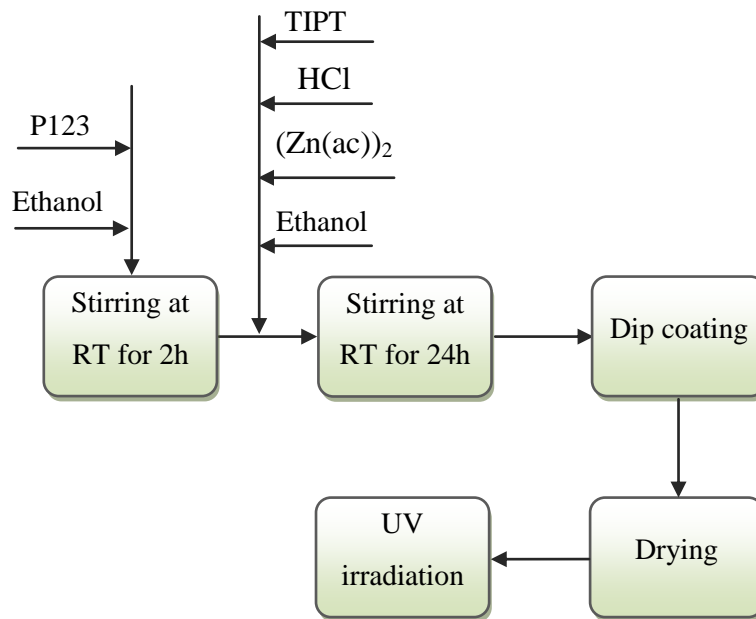 TIPT
HCl
P123
(Zn(ac))₂
Ethanol
Ethanol
Stirring at
RT for 2h
Stirring at
RT for 24h
Dip coating
UV
irradiation
Drying